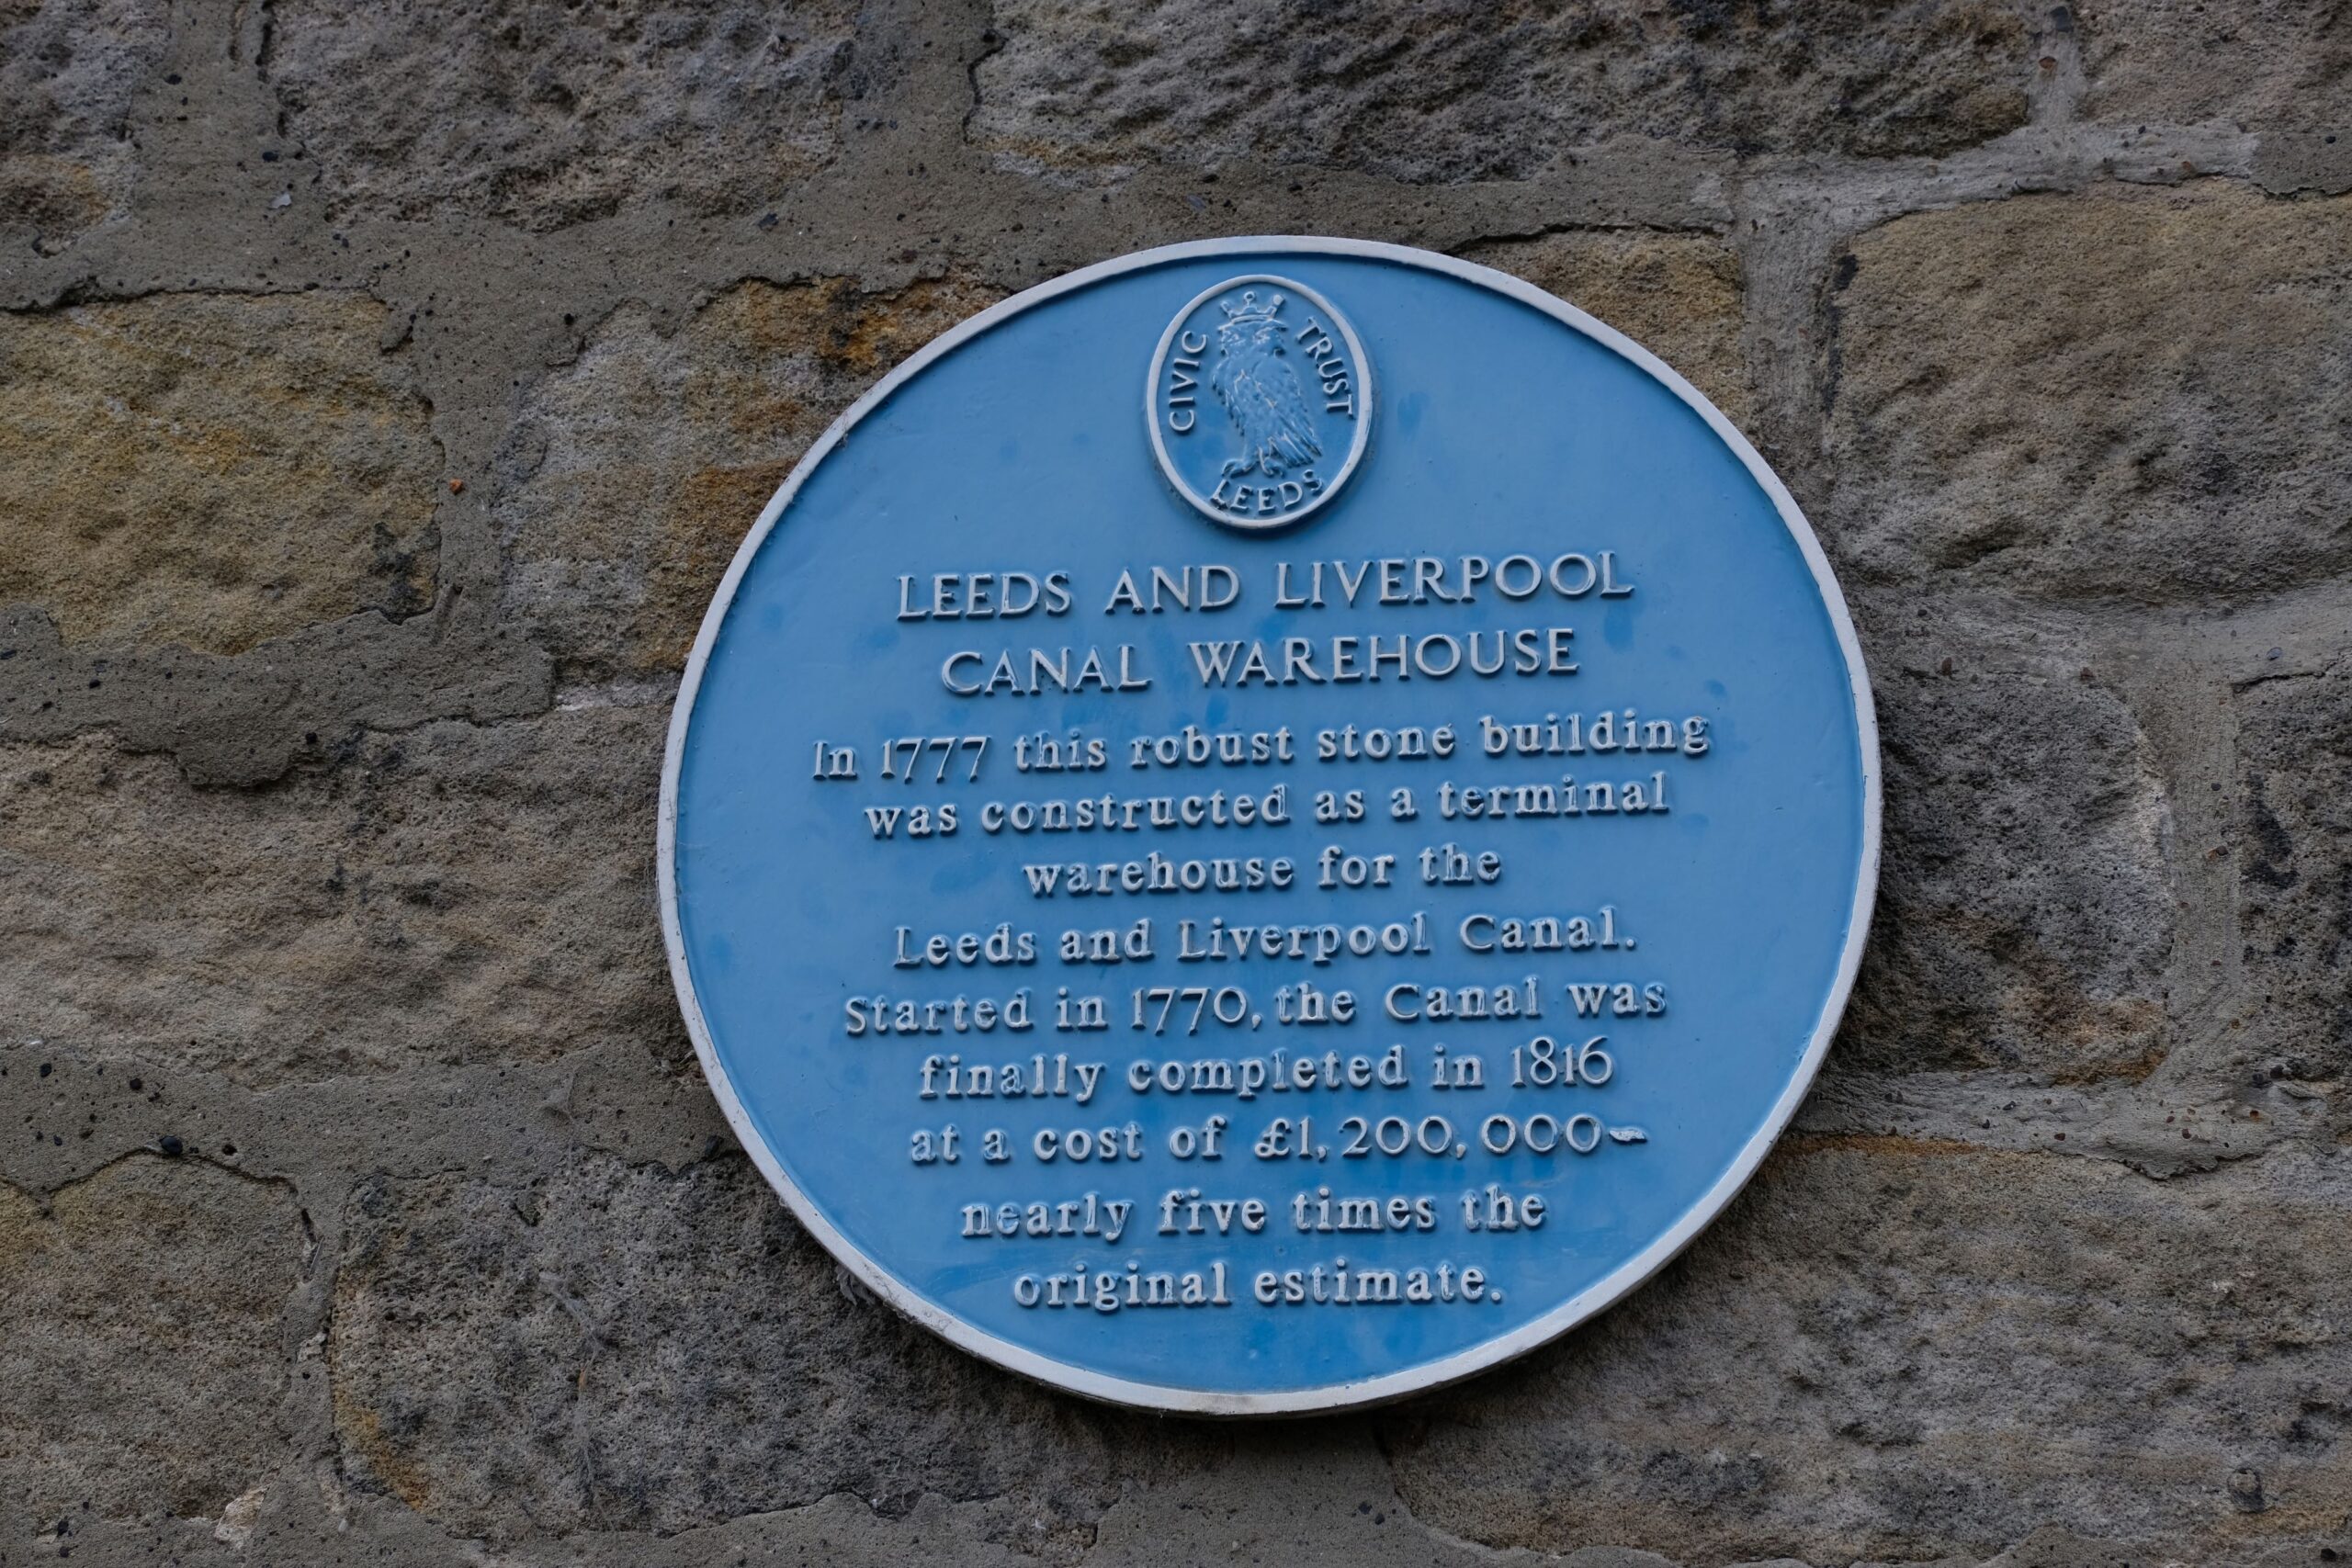 CIVIC TRUST
LEEDS
LEEDS AND LIVERPOOL
CANAL WAREHOUSE
In 1777 this robust stone building
was constructed as a terminal
warehouse for the
Leeds and Liverpool Canal.
Started in 1770, the Canal was
finally completed in 1816
at a cost of £1,200,000–
nearly five times the
original estimate.